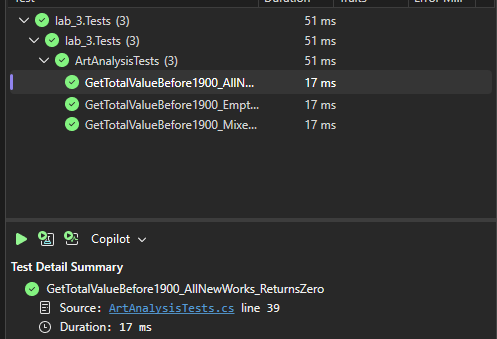 Test Duration Traits Error Mes...
lab_3.Tests (3) 51 ms
lab_3.Tests (3) 51 ms
ArtAnalysisTests (3) 51 ms
GetTotalValueBefore1900_AllN... 17 ms
GetTotalValueBefore1900_Empt... 17 ms
GetTotalValueBefore1900_Mixe... 17 ms
Copilot
Test Detail Summary
GetTotalValueBefore1900_AllNewWorks_ReturnsZero
Source: ArtAnalysisTests.cs line 39
Duration: 17 ms